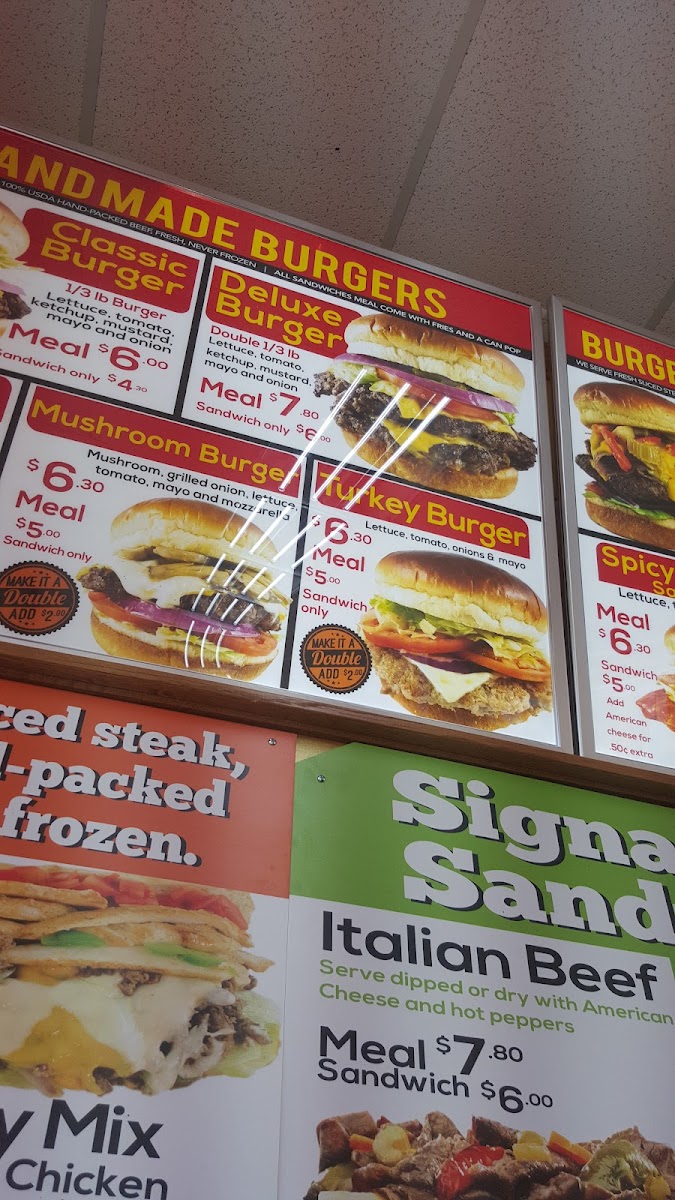 ANDMADE BURGERS
100% USDA HAND-PACKED BEEF, FRESH, NEVER FROZEN | ALL SANDWICHES MEAL COME WITH FRIES AND A CAN POP
Classic
Burger
1/3 lb Burger
Lettuce, tomato,
ketchup, mustard,
mayo and onion
Meal $6.00
Sandwich only $4.30
Deluxe
Burger
Double 1/3 lb
Lettuce, tomato,
ketchup, mustard,
mayo and onion
Meal $7.80
Sandwich only $6.00
Mushroom Burger
Mushroom, grilled onion, lettuce,
tomato, mayo and mozzarella
$6.30
Meal
$5.00
Sandwich only
MAKE IT A
Double
ADD $2.00
Turkey Burger
Lettuce, tomato, onions & mayo
$6.30
Meal
$5.00
Sandwich
only
MAKE IT A
Double
ADD $2.00
BURGE
WE SERVE FRESH SLICED STE
Spicy
Sa
Lettuce, t
Meal
$6.30
Sandwich
$5.00
Add
American
cheese for
.50¢ extra
ced steak,
-packed
frozen.
y Mix
Chicken
Signa
Sand
Italian Beef
Serve dipped or dry with American
Cheese and hot peppers
Meal $7.80
Sandwich $6.00